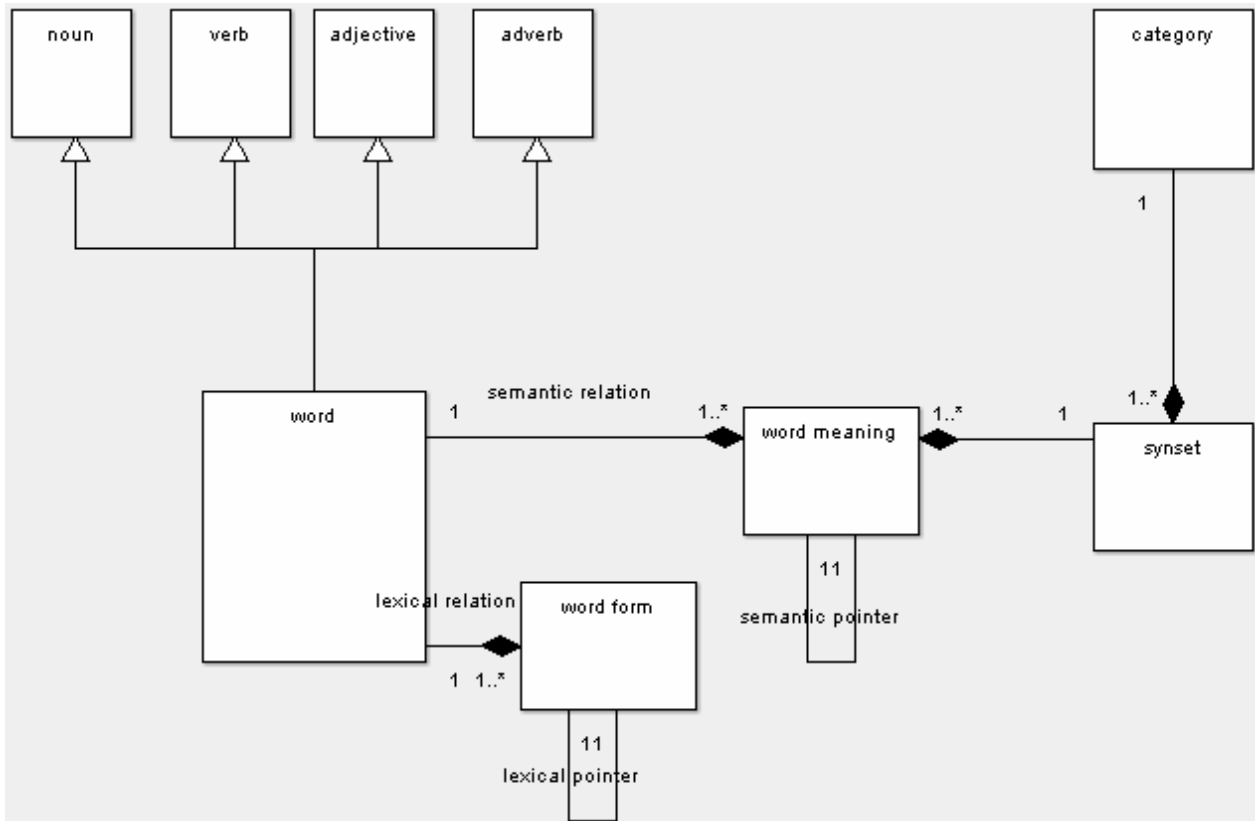 noun
verb
adjective
adverb
category
1
semantic relation
1
1..*
word
word meaning
1..*
1
1..*
synset
11
semantic pointer
lexical relation
word form
1
1..*
11
lexical pointer